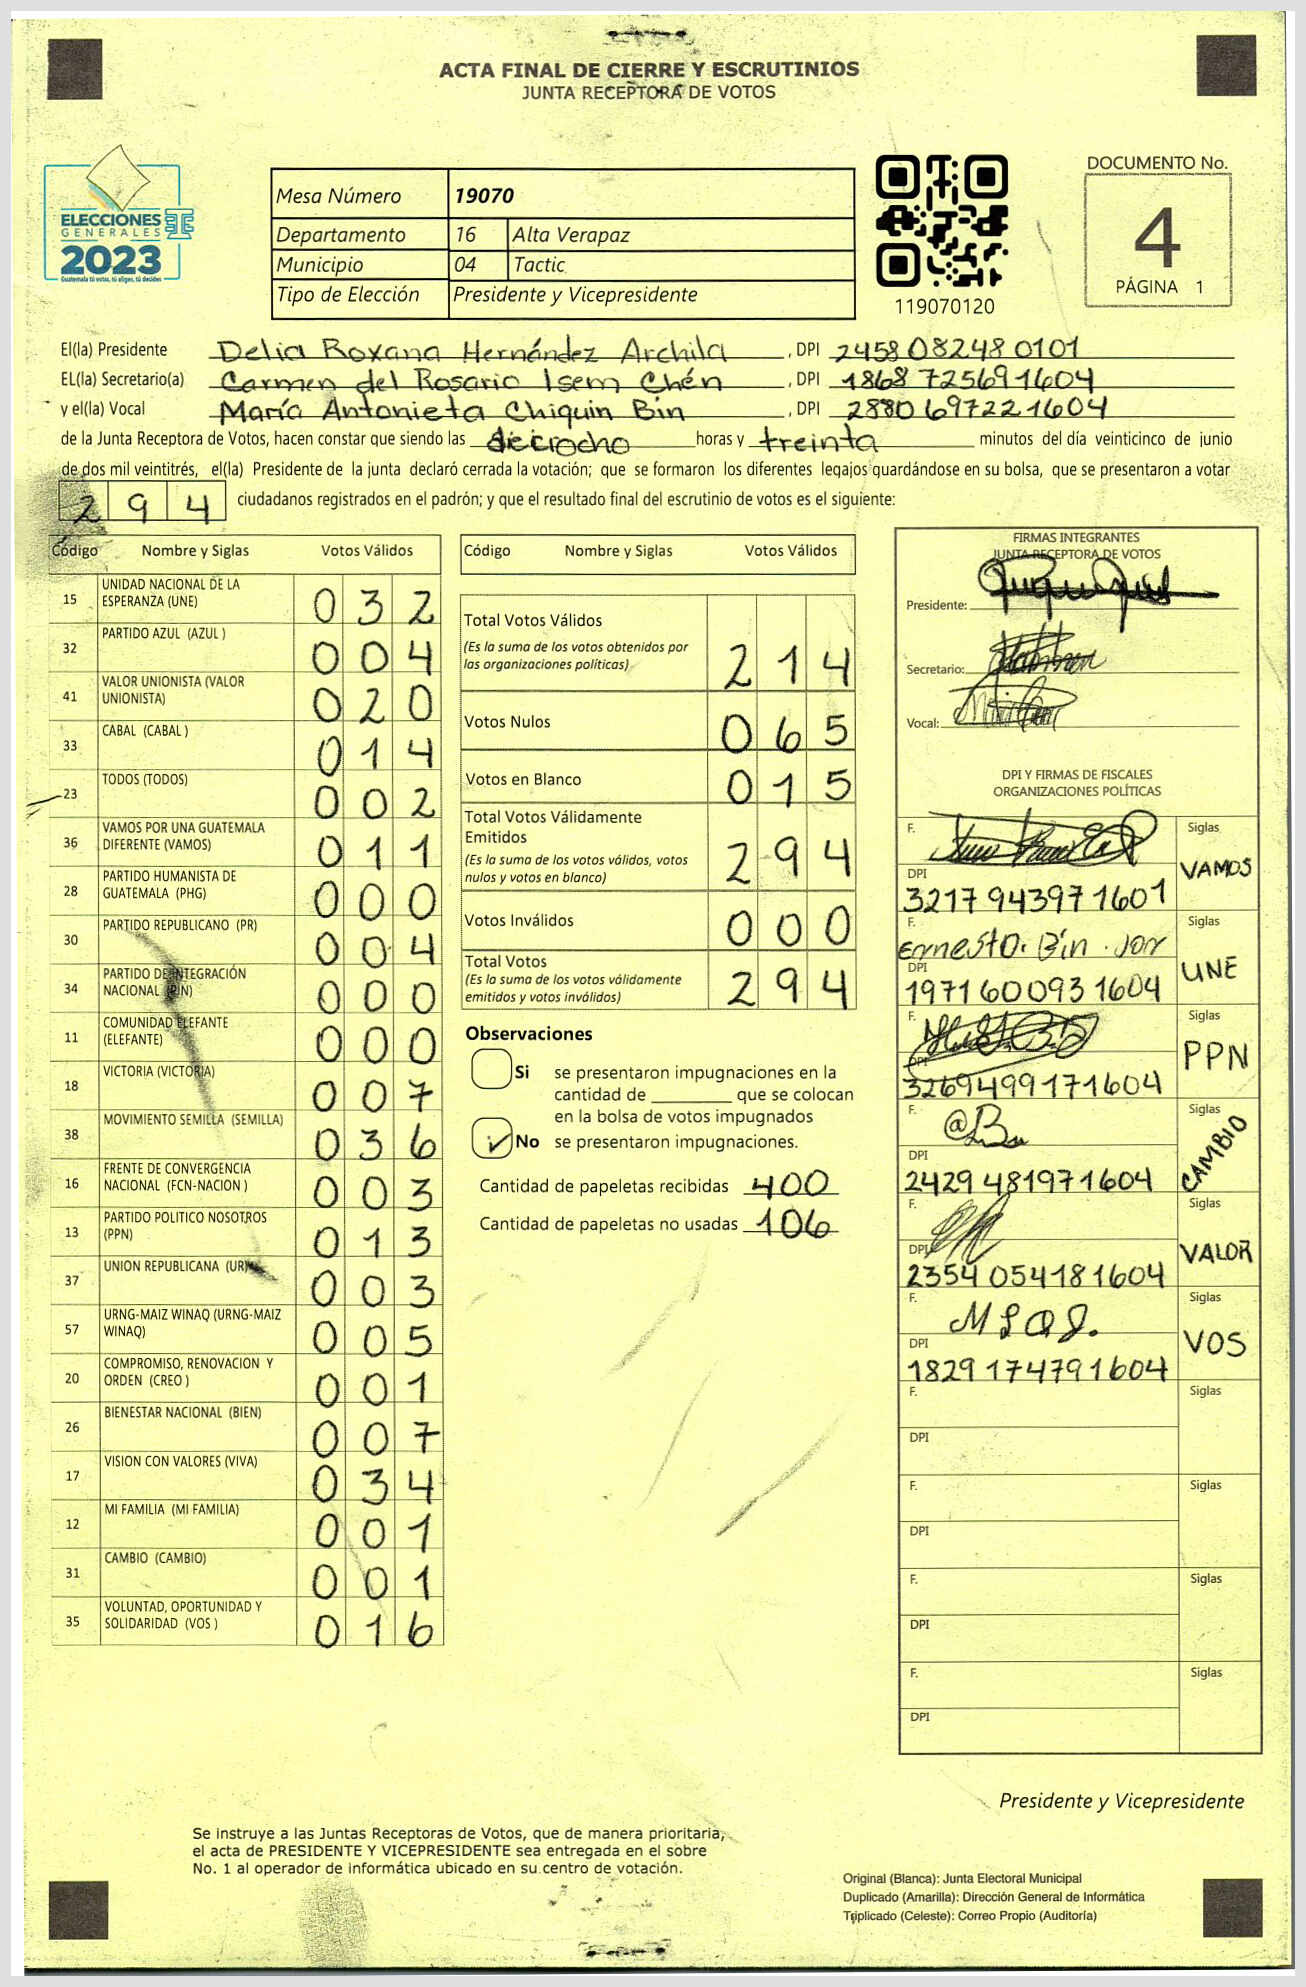 ACTA FINAL DE CIERRE Y ESCRUTINIOS
JUNTA RECEPTORA DE VOTOS
ELECCIONES
GENERALES
2023
Guatemala tú votas, tú eliges, tú decides
Mesa Número 19070
Departamento 16 Alta Verapaz
Municipio 04 Tactic
Tipo de Elección Presidente y Vicepresidente
119070120
DOCUMENTO No.
4
PÁGINA 1
El(la) Presidente Delia Roxana Hernández Archila , DPI 2458 08248 0101
EL(la) Secretario(a) Carmen del Rosario Isem Chén , DPI 1868 72569 1604
y el(la) Vocal María Antonieta Chiquin Bin , DPI 2880 69722 1604
de la Junta Receptora de Votos, hacen constar que siendo las dieciocho horas y treinta minutos del día veinticinco de junio
de dos mil veintitrés, el(la) Presidente de la junta declaró cerrada la votación; que se formaron los diferentes legajos quardándose en su bolsa, que se presentaron a votar
294 ciudadanos registrados en el padrón; y que el resultado final del escrutinio de votos es el siguiente:
Código Nombre y Siglas Votos Válidos
15 UNIDAD NACIONAL DE LA ESPERANZA (UNE) 032
32 PARTIDO AZUL (AZUL ) 004
41 VALOR UNIONISTA (VALOR UNIONISTA) 020
33 CABAL (CABAL ) 014
23 TODOS (TODOS) 002
36 VAMOS POR UNA GUATEMALA DIFERENTE (VAMOS) 011
28 PARTIDO HUMANISTA DE GUATEMALA (PHG) 000
30 PARTIDO REPUBLICANO (PR) 004
34 PARTIDO DE INTEGRACIÓN NACIONAL (PIN) 000
11 COMUNIDAD ELEFANTE (ELEFANTE) 000
18 VICTORIA (VICTORIA) 007
38 MOVIMIENTO SEMILLA (SEMILLA) 036
16 FRENTE DE CONVERGENCIA NACIONAL (FCN-NACION ) 003
13 PARTIDO POLITICO NOSOTROS (PPN) 013
37 UNION REPUBLICANA (UR) 003
57 URNG-MAIZ WINAQ (URNG-MAIZ WINAQ) 005
20 COMPROMISO, RENOVACION Y ORDEN (CREO ) 001
26 BIENESTAR NACIONAL (BIEN) 007
17 VISION CON VALORES (VIVA) 034
12 MI FAMILIA (MI FAMILIA) 001
31 CAMBIO (CAMBIO) 001
35 VOLUNTAD, OPORTUNIDAD Y SOLIDARIDAD (VOS ) 016
Código Nombre y Siglas Votos Válidos
Total Votos Válidos
(Es la suma de los votos obtenidos por las organizaciones políticas) 214
Votos Nulos 065
Votos en Blanco 015
Total Votos Válidamente Emitidos
(Es la suma de los votos válidos, votos nulos y votos en blanco) 294
Votos Inválidos 000
Total Votos
(Es la suma de los votos válidamente emitidos y votos inválidos) 294
Observaciones
Si se presentaron impugnaciones en la
cantidad de ________ que se colocan
en la bolsa de votos impugnados
No se presentaron impugnaciones.
Cantidad de papeletas recibidas 400
Cantidad de papeletas no usadas 106
FIRMAS INTEGRANTES
JUNTA RECEPTORA DE VOTOS
Presidente:
Secretario:
Vocal:
DPI Y FIRMAS DE FISCALES
ORGANIZACIONES POLÍTICAS
F. Siglas
VAMOS
DPI
3217 94397 1601
F. Ernesto. Bin . Siglas
UNE
DPI
1971 60093 1604
F. Siglas
PPN
DPI
3269499171604
F. Siglas
CAMBIO
DPI
2429 48197 1604
F. Siglas
VALOR
DPI
2354 05418 1604
F. Siglas
VOS
DPI
1829 17479 1604
F. Siglas
DPI
F. Siglas
DPI
F. Siglas
DPI
F. Siglas
DPI
Presidente y Vicepresidente
Se instruye a las Juntas Receptoras de Votos, que de manera prioritaria,
el acta de PRESIDENTE Y VICEPRESIDENTE sea entregada en el sobre
No. 1 al operador de informática ubicado en su centro de votación.
Original (Blanca): Junta Electoral Municipal
Duplicado (Amarilla): Dirección General de Informática
Triplicado (Celeste): Correo Propio (Auditoría)